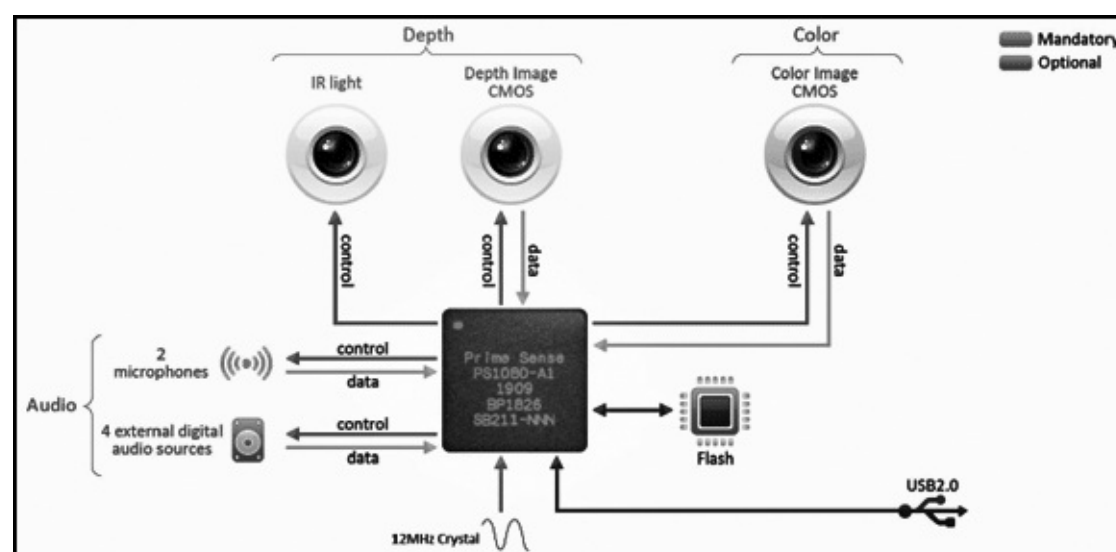 Depth
Color
Mandatory
Optional
IR light
Depth Image
CMOS
Color Image
CMOS
control
control
data
control
data
2
microphones
control
data
Audio
4 external digital
audio sources
control
data
Prime Sense
PS1080-A1
1909
BP1826
SB211-NNN
Flash
USB2.0
12MHz Crystal